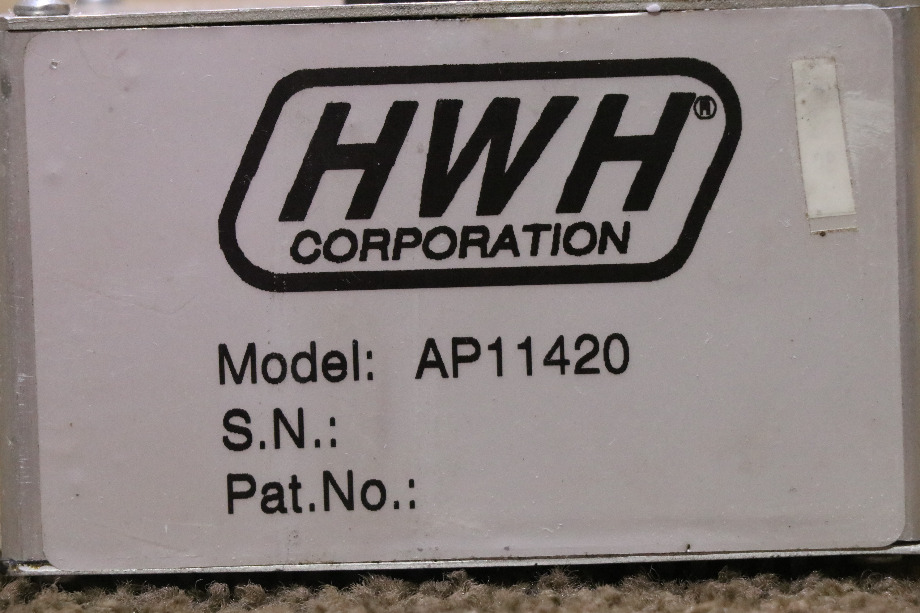 HWH®
CORPORATION
Model: AP11420
S.N.:
Pat.No.: